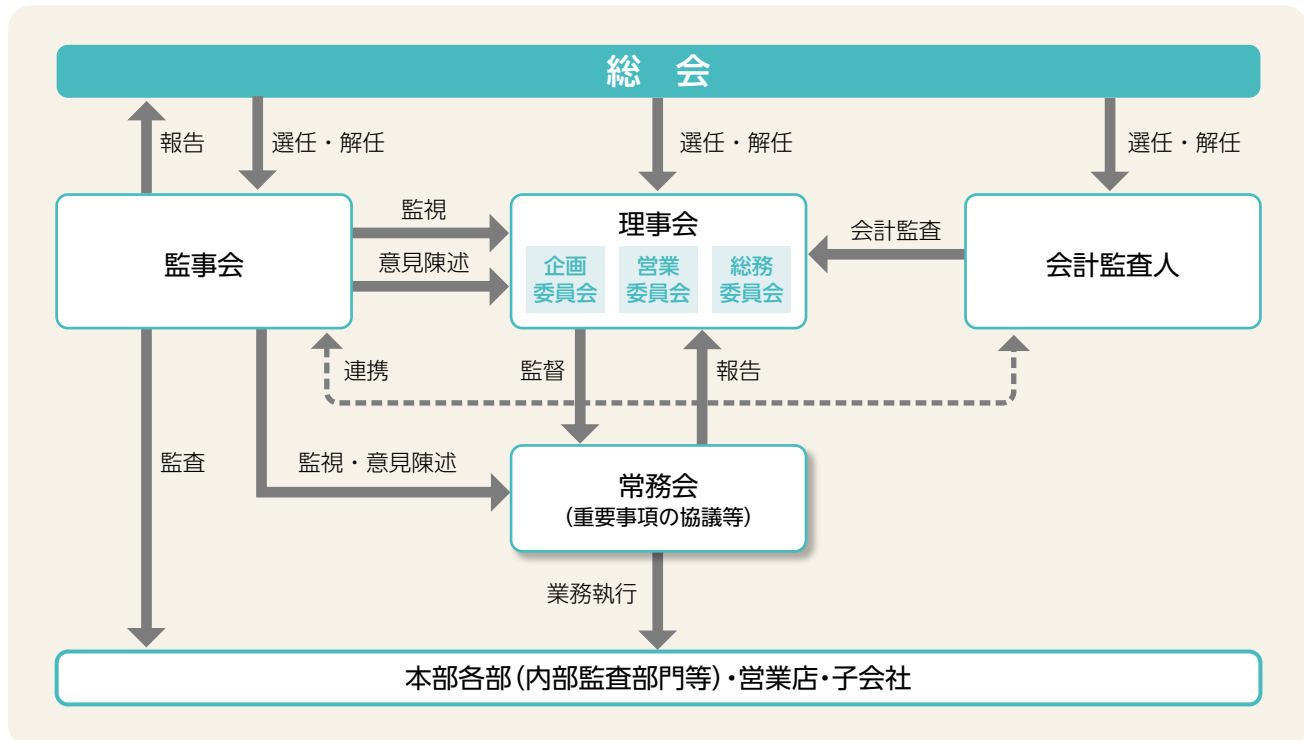 総　会
報告
選任・解任
選任・解任
選任・解任
監事会
監視
意見陳述
理事会
企画
委員会
営業
委員会
総務
委員会
会計監査
会計監査人
連携
監督
報告
監査
監視・意見陳述
常務会
（重要事項の協議等）
業務執行
本部各部（内部監査部門等）・営業店・子会社